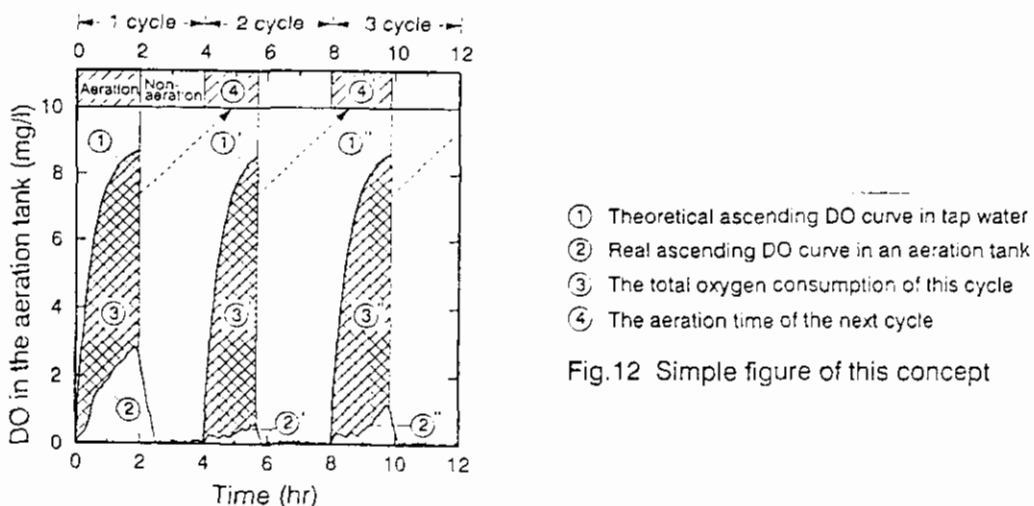 1 cycle 2 cycle 3 cycle
0 2 4 6 8 10 12
Aeration Non-aeration ④ ④
DO in the aeration tank (mg/l)
10
8
6
4
2
0
① ①' ①''
③ ③ ③
② ②' ②''
0 2 4 6 8 10 12
Time (hr)
① Theoretical ascending DO curve in tap water
② Real ascending DO curve in an aeration tank
③ The total oxygen consumption of this cycle
④ The aeration time of the next cycle
Fig.12 Simple figure of this concept